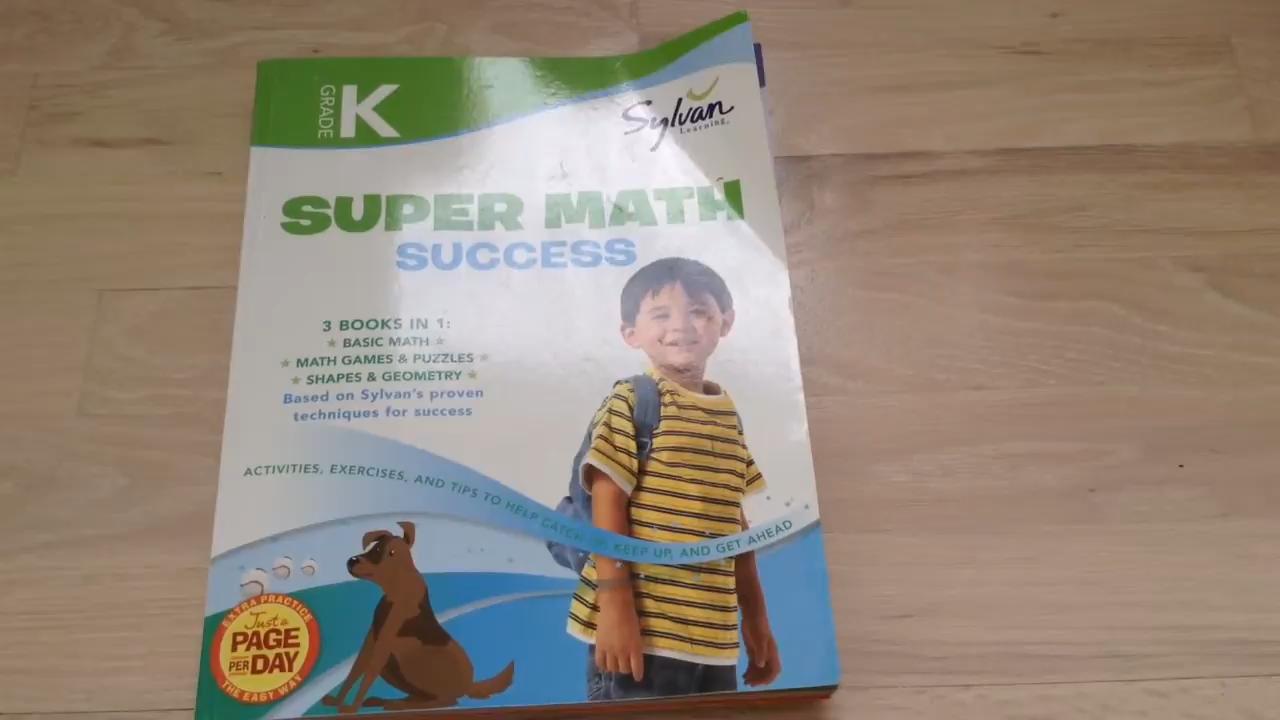 GRADE K
Sylvan
Learning.
SUPER MATH
SUCCESS
3 BOOKS IN 1:
BASIC MATH
MATH GAMES & PUZZLES
SHAPES & GEOMETRY
Based on Sylvan's proven
techniques for success
ACTIVITIES, EXERCISES, AND TIPS TO HELP CATCH UP, KEEP UP, AND GET AHEAD
EXTRA PRACTICE
Just a
PAGE
PER DAY
THE EASY WAY